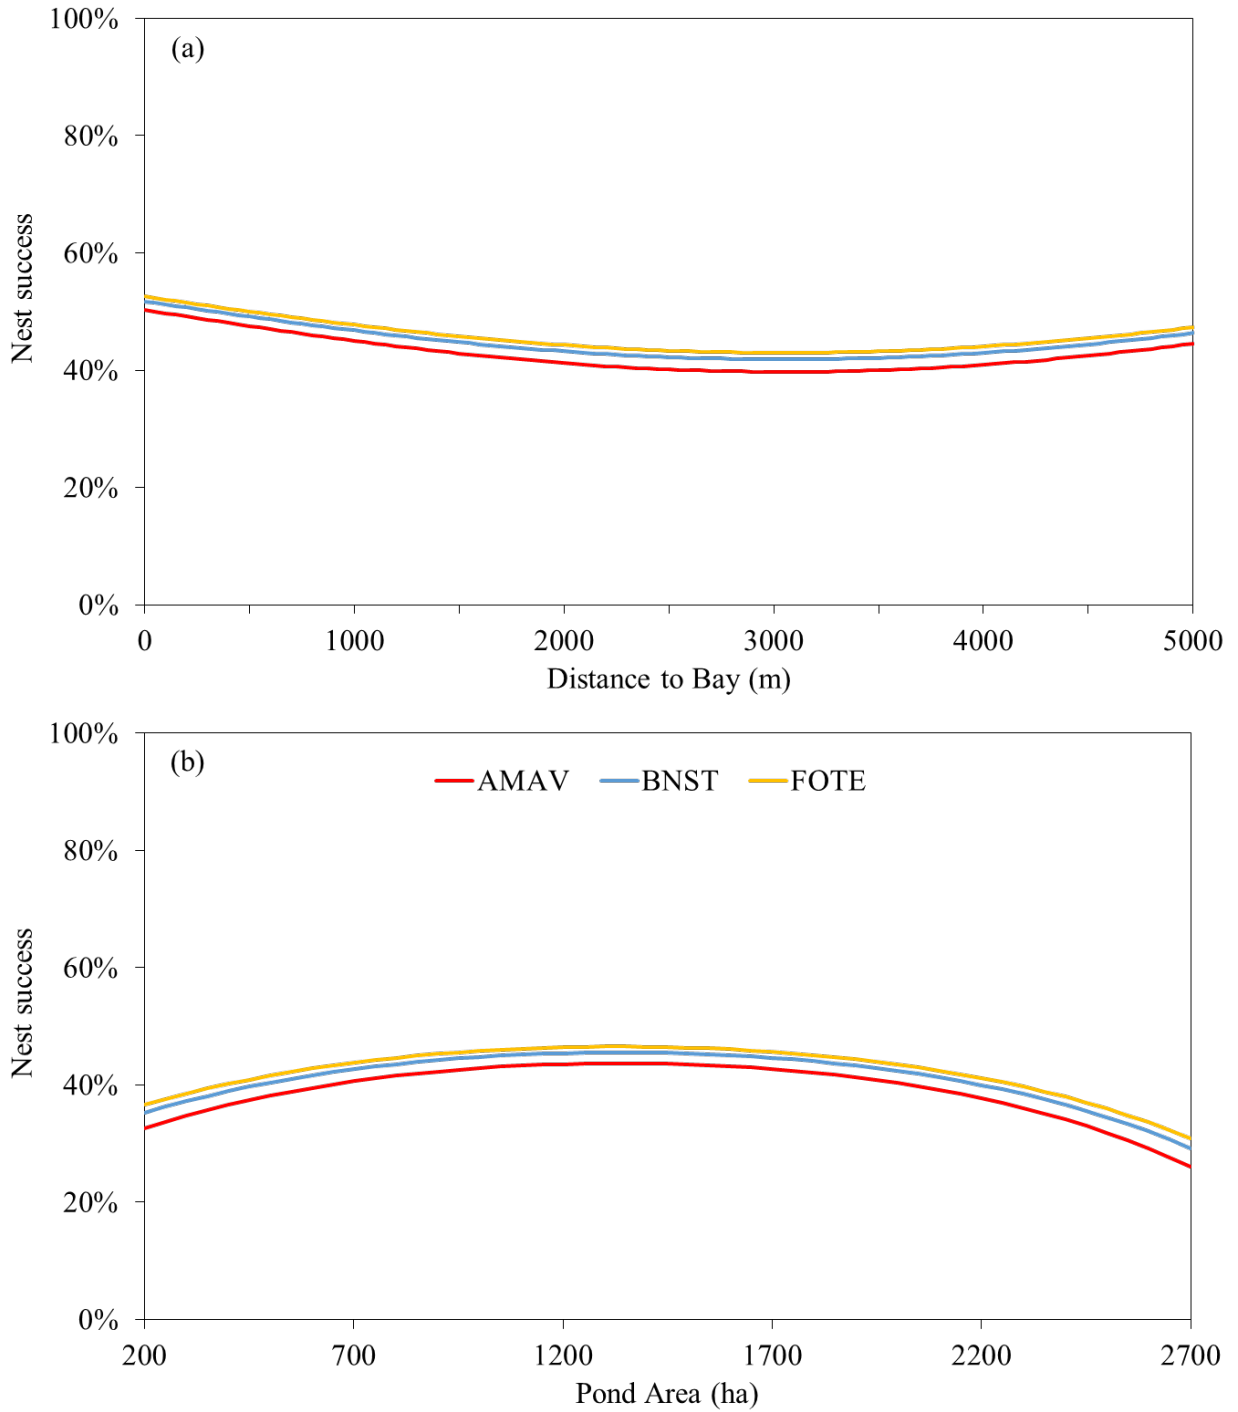 (a)
100%
80%
60%
40%
20%
0%
Nest success
0 1000 2000 3000 4000 5000
Distance to Bay (m)
(b)
AMAV BNST FOTE
100%
80%
60%
40%
20%
0%
Nest success
200 700 1200 1700 2200 2700
Pond Area (ha)